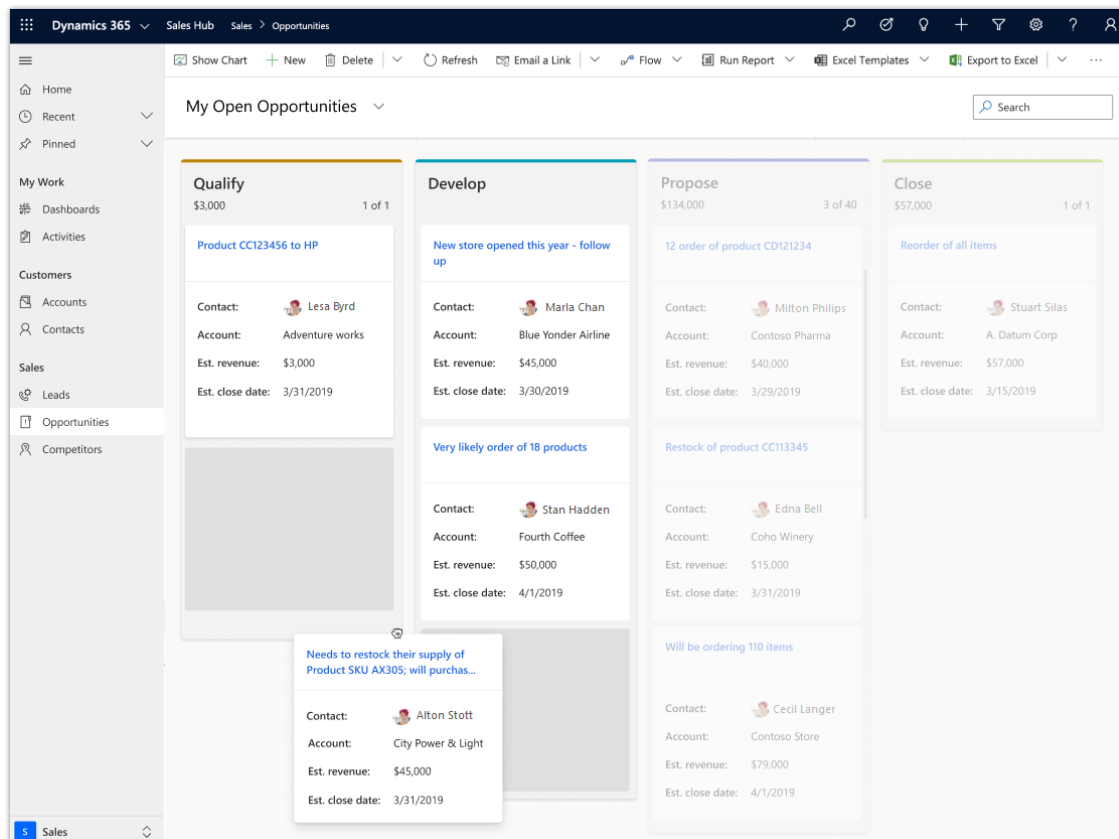 Dynamics 365 Sales Hub Sales > Opportunities
Show Chart New Delete Refresh Email a Link Flow Run Report Excel Templates Export to Excel
Home
Recent
Pinned
My Work
Dashboards
Activities
Customers
Accounts
Contacts
Sales
Leads
Opportunities
Competitors
S Sales
My Open Opportunities
Search
Qualify
$3,000 1 of 1
Product CC123456 to HP
Contact: Lesa Byrd
Account: Adventure works
Est. revenue: $3,000
Est. close date: 3/31/2019
Needs to restock their supply of
Product SKU AX305; will purchas...
Contact: Alton Stott
Account: City Power & Light
Est. revenue: $45,000
Est. close date: 3/31/2019
Develop
New store opened this year - follow
up
Contact: Marla Chan
Account: Blue Yonder Airline
Est. revenue: $45,000
Est. close date: 3/30/2019
Very likely order of 18 products
Contact: Stan Hadden
Account: Fourth Coffee
Est. revenue: $50,000
Est. close date: 4/1/2019
Propose
$134,000 3 of 40
12 order of product CD121234
Contact: Milton Philips
Account: Contoso Pharma
Est. revenue: $40,000
Est. close date: 3/29/2019
Restock of product CC113345
Contact: Edna Bell
Account: Coho Winery
Est. revenue: $15,000
Est. close date: 3/31/2019
Will be ordering 110 items
Contact: Cecil Langer
Account: Contoso Store
Est. revenue: $79,000
Est. close date: 4/1/2019
Close
$57,000 1 of 1
Reorder of all items
Contact: Stuart Silas
Account: A. Datum Corp
Est. revenue: $57,000
Est. close date: 3/15/2019